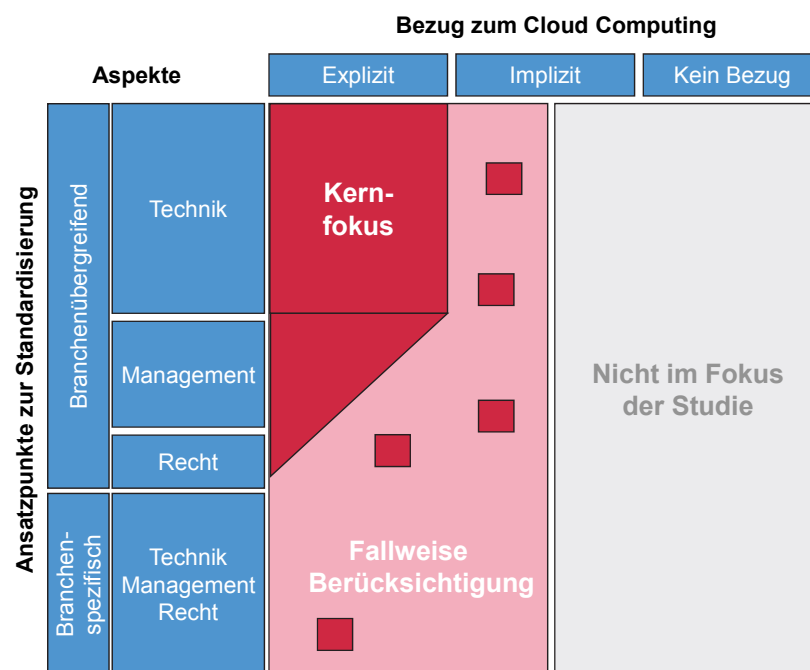 Bezug zum Cloud Computing
Aspekte
Explizit
Implizit
Kein Bezug
Ansatzpunkte zur Standardisierung
Branchenübergreifend
Technik
Kern-
fokus
Management
Nicht im Fokus
der Studie
Recht
Branchen-
spezifisch
Technik
Management
Recht
Fallweise
Berücksichtigung